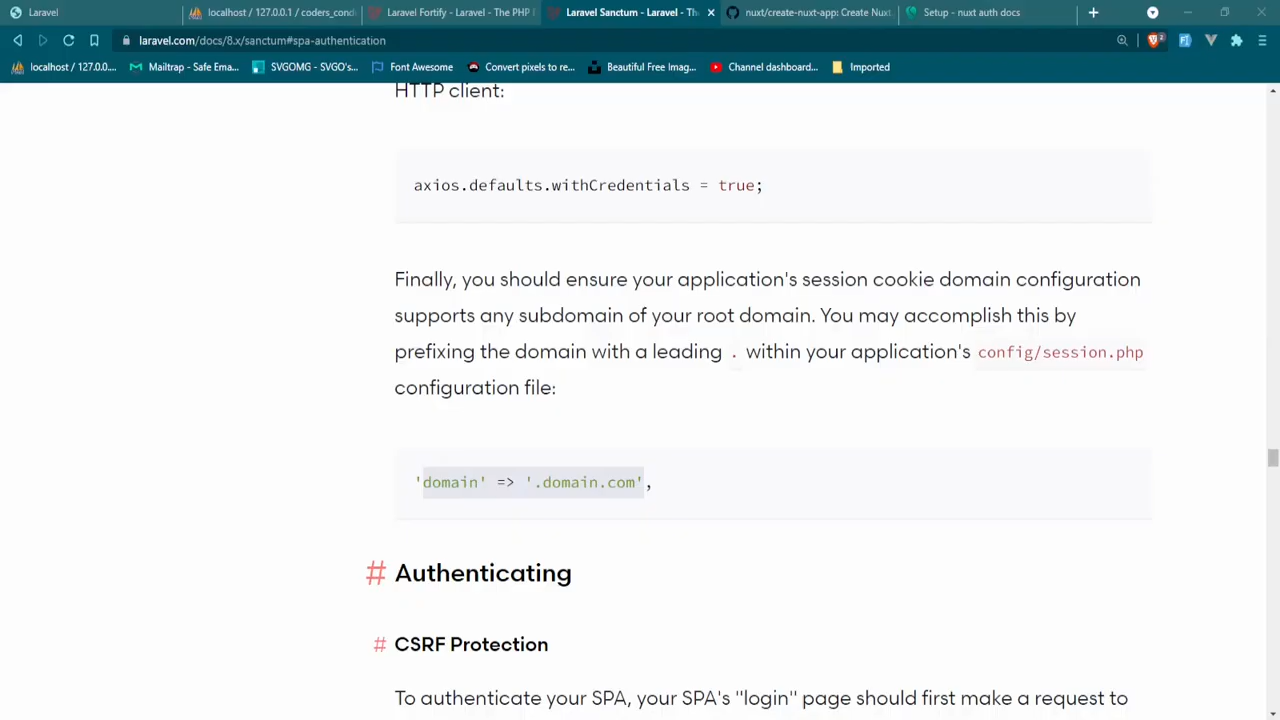 Laravel
localhost / 127.0.0.1 / coders_cond
Laravel Fortify - Laravel - The PHP
Laravel Sanctum - Laravel - The
nuxt/create-nuxt-app: Create Nuxt.
Setup - nuxt auth docs
laravel.com/docs/8.x/sanctum#spa-authentication
2
localhost / 127.0.0....
Mailtrap - Safe Ema...
SVGOMG - SVGO's...
Font Awesome
Convert pixels to re...
Beautiful Free Imag...
Channel dashboard...
Imported
HTTP client:
axios.defaults.withCredentials = true;
Finally, you should ensure your application's session cookie domain configuration
supports any subdomain of your root domain. You may accomplish this by
prefixing the domain with a leading . within your application's config/session.php
configuration file:
'domain' => '.domain.com',
# Authenticating
# CSRF Protection
To authenticate your SPA, your SPA's "login" page should first make a request to